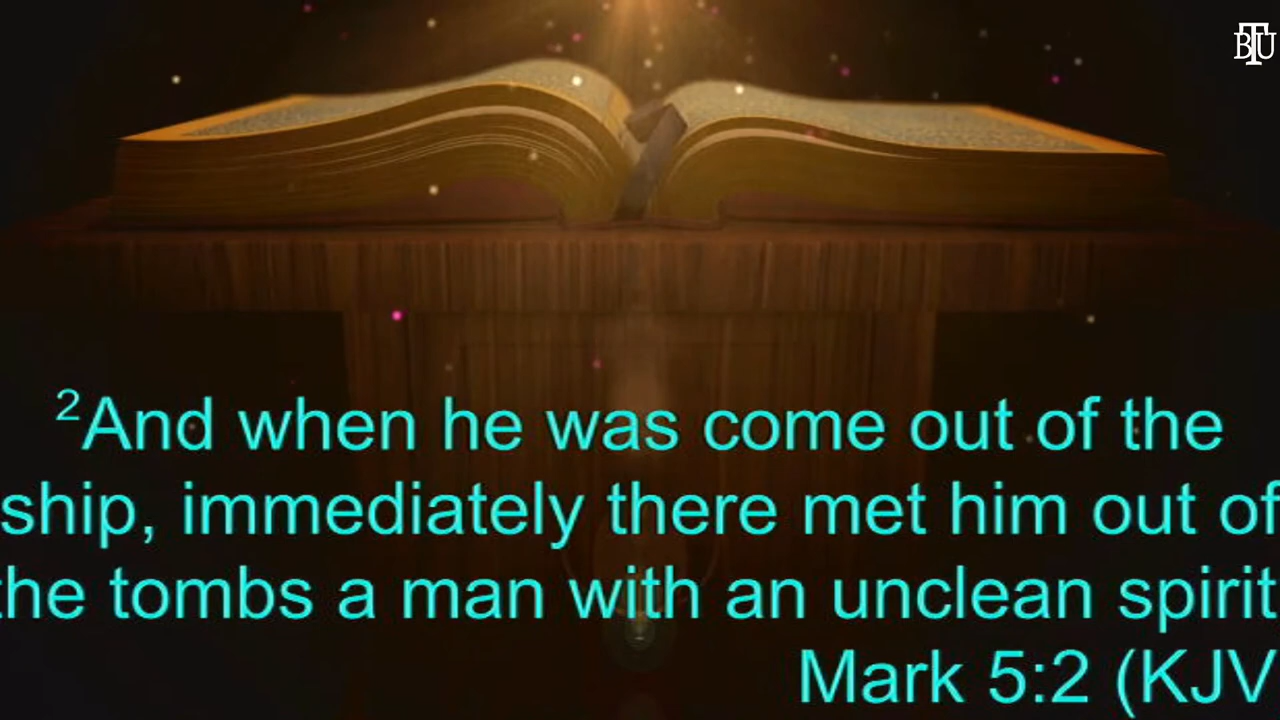 BTU
²And when he was come out of the
ship, immediately there met him out of
the tombs a man with an unclean spirit
Mark 5:2 (KJV